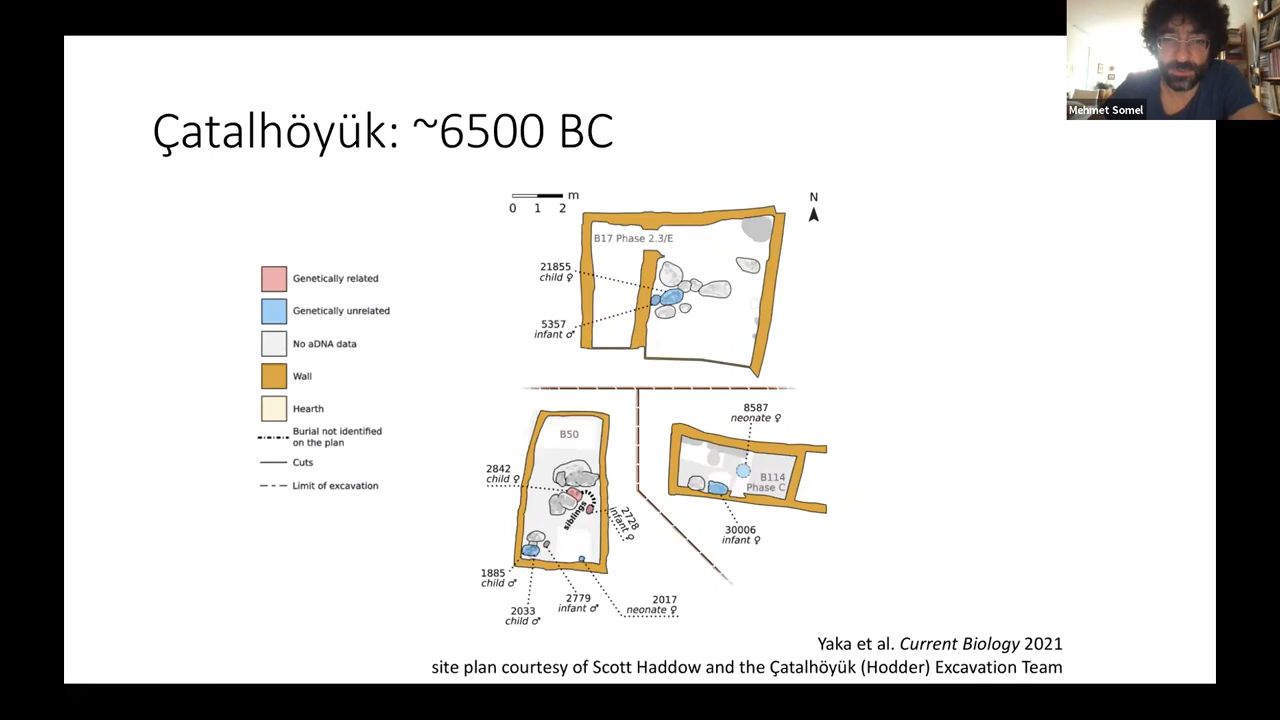 Mehmet Somel
Çatalhöyük: ~6500 BC
m
0 1 2
N
B17 Phase 2.3/E
21855
child ♀
5357
infant ♂
Genetically related
Genetically unrelated
No aDNA data
Wall
Hearth
Burial not identified
on the plan
Cuts
Limit of excavation
B50
2842
child ♀
siblings
2728
infant ♀
1885
child ♂
2033
child ♂
2779
infant ♂
2017
neonate ♀
8587
neonate ♀
B114
Phase C
30006
infant ♀
Yaka et al. Current Biology 2021
site plan courtesy of Scott Haddow and the Çatalhöyük (Hodder) Excavation Team